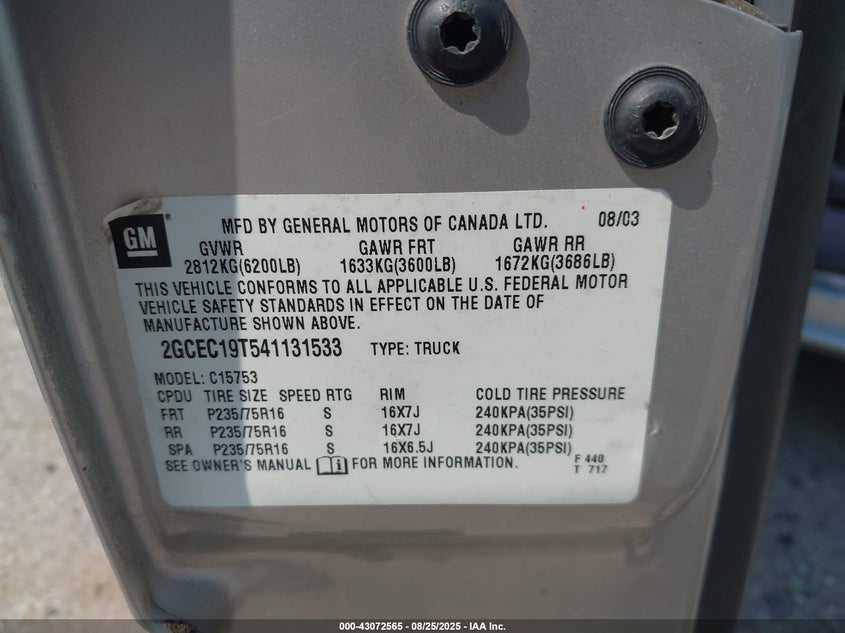 GM ® MFD BY GENERAL MOTORS OF CANADA LTD. 08/03
GVWR GAWR FRT GAWR RR
2812KG(6200LB) 1633KG(3600LB) 1672KG(3686LB)
THIS VEHICLE CONFORMS TO ALL APPLICABLE U.S. FEDERAL MOTOR
VEHICLE SAFETY STANDARDS IN EFFECT ON THE DATE OF
MANUFACTURE SHOWN ABOVE.
2GCEC19T541131533 TYPE: TRUCK
MODEL: C15753
CPDU TIRE SIZE SPEED RTG RIM COLD TIRE PRESSURE
FRT P235/75R16 S 16X7J 240KPA(35PSI)
RR P235/75R16 S 16X7J 240KPA(35PSI)
SPA P235/75R16 S 16X6.5J 240KPA(35PSI)
SEE OWNER'S MANUAL i FOR MORE INFORMATION. F 440
T 717
000-43072565 - 08/25/2025 - IAA Inc.